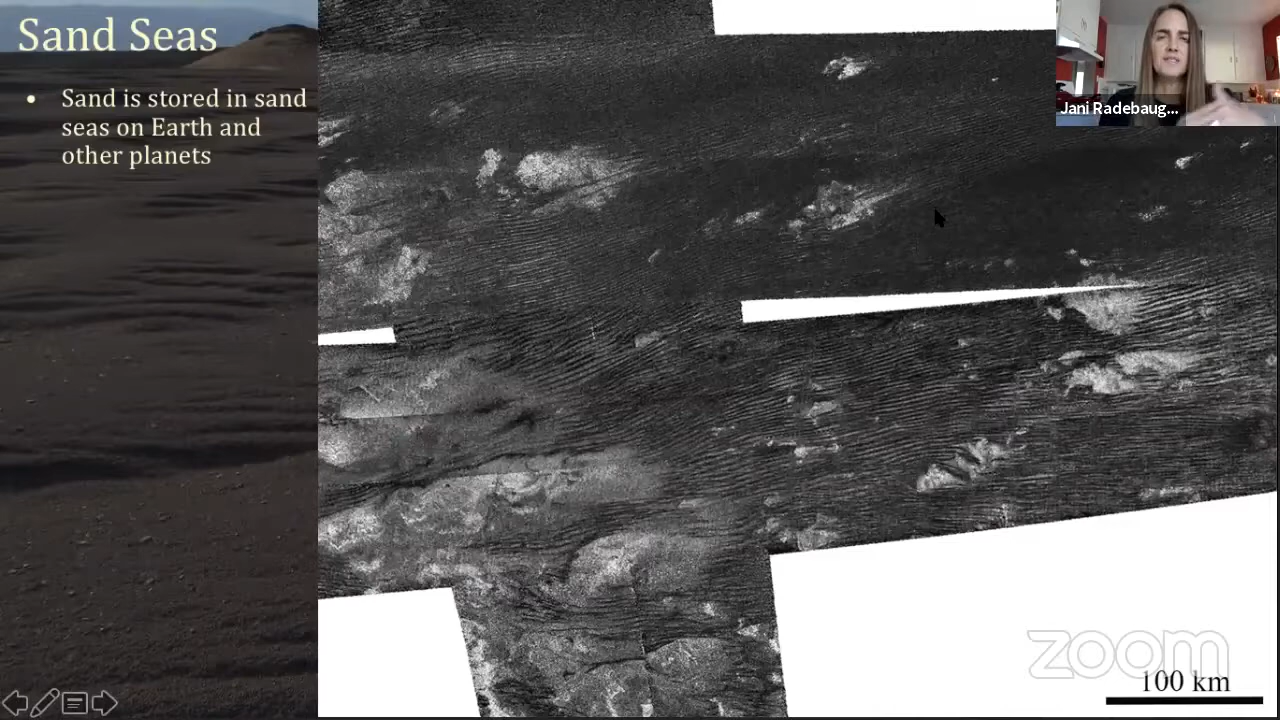 Sand Seas
• Sand is stored in sand
seas on Earth and
other planets
Jani Radebaug...
zoom
100 km